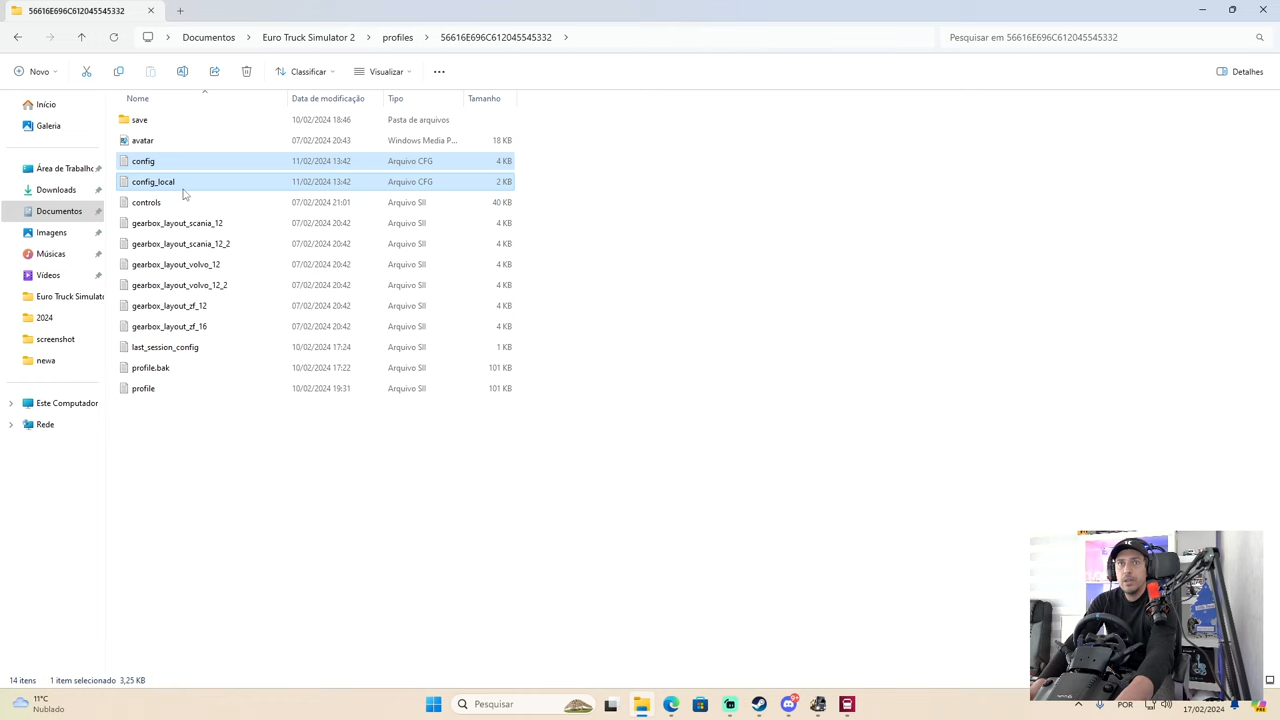 56616E696C612045545332
Documentos
Euro Truck Simulator 2
profiles
56616E696C612045545332
Pesquisar em 56616E696C612045545332
Novo
Classificar
Visualizar
Detalhes
Nome
Data de modificação
Tipo
Tamanho
Início
Galeria
Área de Trabalho
Downloads
Documentos
Imagens
Músicas
Vídeos
Euro Truck Simulato
2024
screenshot
newa
Este Computador
Rede
save 10/02/2024 18:46 Pasta de arquivos
avatar 07/02/2024 20:43 Windows Media P... 18 KB
config 11/02/2024 13:42 Arquivo CFG 4 KB
config_local 11/02/2024 13:42 Arquivo CFG 2 KB
controls 07/02/2024 21:01 Arquivo SII 40 KB
gearbox_layout_scania_12 07/02/2024 20:42 Arquivo SII 4 KB
gearbox_layout_scania_12_2 07/02/2024 20:42 Arquivo SII 4 KB
gearbox_layout_volvo_12 07/02/2024 20:42 Arquivo SII 4 KB
gearbox_layout_volvo_12_2 07/02/2024 20:42 Arquivo SII 4 KB
gearbox_layout_zf_12 07/02/2024 20:42 Arquivo SII 4 KB
gearbox_layout_zf_16 07/02/2024 20:42 Arquivo SII 4 KB
last_session_config 10/02/2024 17:24 Arquivo SII 1 KB
profile.bak 10/02/2024 17:22 Arquivo SII 101 KB
profile 10/02/2024 19:31 Arquivo SII 101 KB
14 itens
1 item selecionado 3,25 KB
11°C
Nublado
Pesquisar
POR
17/02/2024